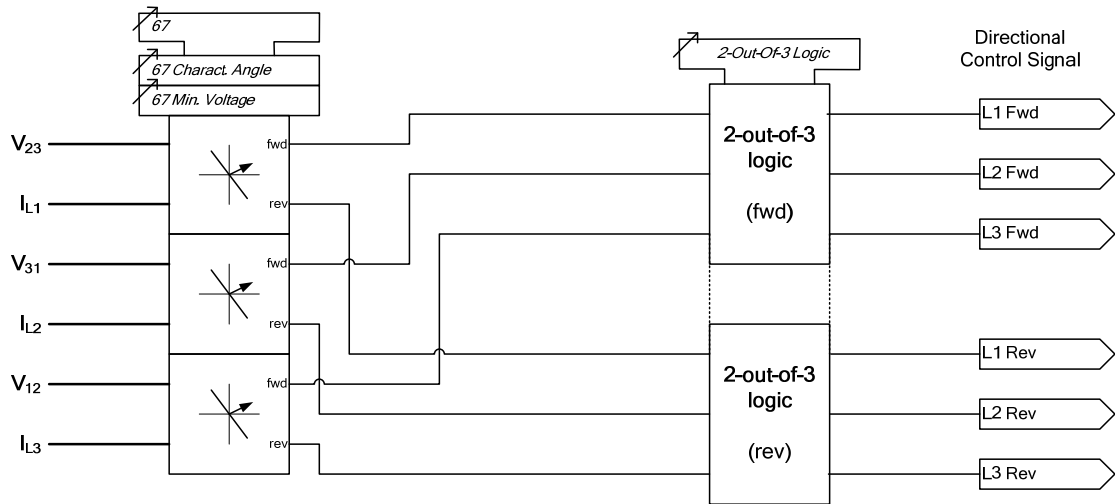 67
67 Charact. Angle
67 Min. Voltage
2-Out-Of-3 Logic
Directional
Control Signal
V23
IL1
V31
IL2
V12
IL3
fwd
rev
fwd
rev
fwd
rev
2-out-of-3
logic
(fwd)
2-out-of-3
logic
(rev)
L1 Fwd
L2 Fwd
L3 Fwd
L1 Rev
L2 Rev
L3 Rev